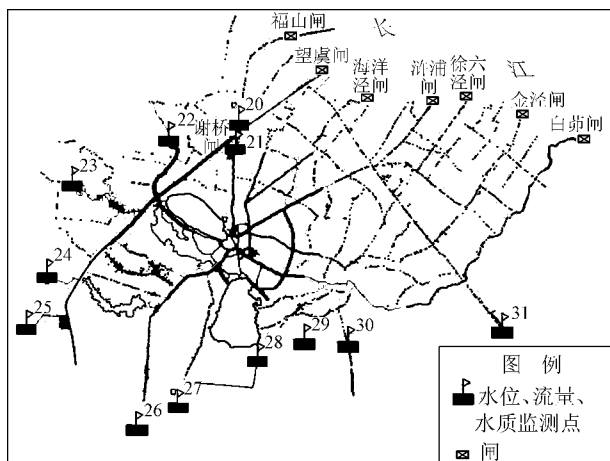 福山闸
长
望虞闸
江
海洋
泾闸
浒浦
闸
徐六
泾闸
金泾闸
白茆闸
20
22
谢桥
闸
21
23
24
25
31
29
30
28
27
26
图 例
水位、流量、
水质监测点
闸